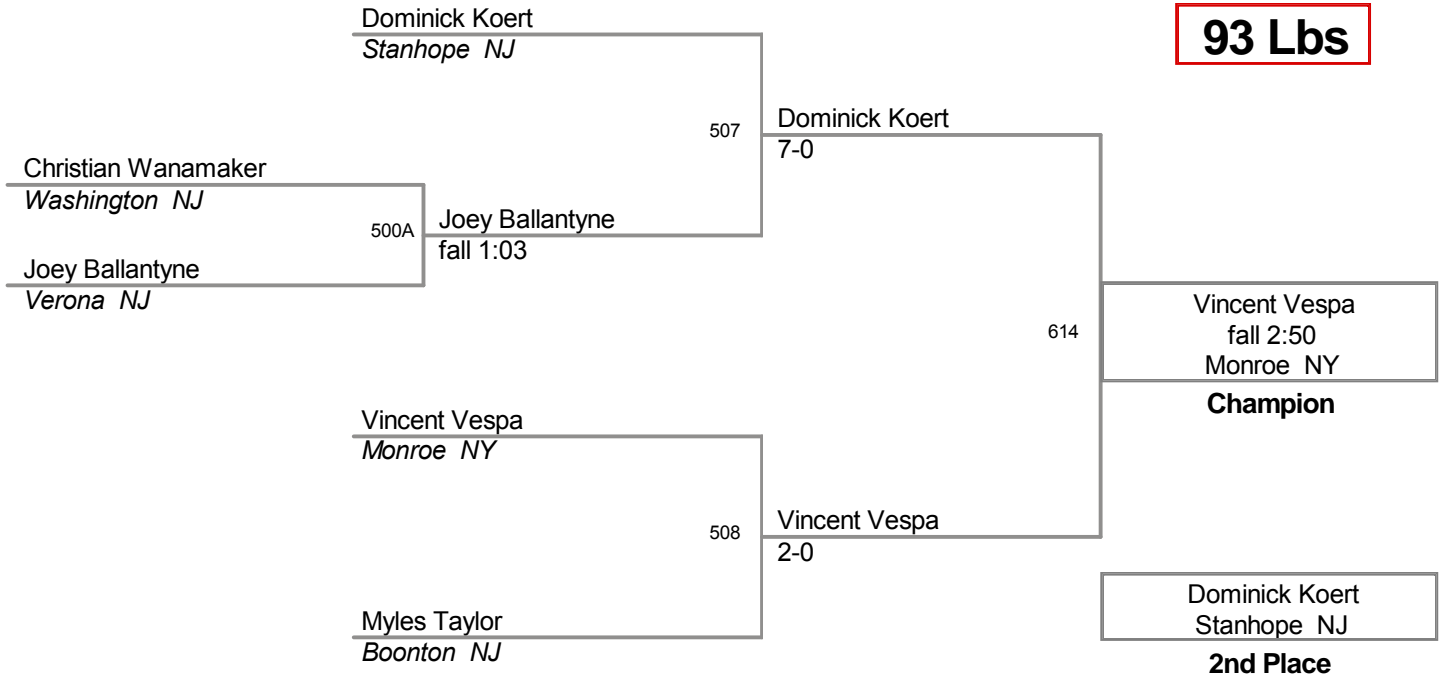 Dominick Koert
Stanhope NJ
93 Lbs
507
Dominick Koert
7-0
Christian Wanamaker
Washington NJ
500A
Joey Ballantyne
fall 1:03
Joey Ballantyne
Verona NJ
614
Vincent Vespa
fall 2:50
Monroe NY
Champion
Vincent Vespa
Monroe NY
508
Vincent Vespa
2-0
Myles Taylor
Boonton NJ
Dominick Koert
Stanhope NJ
2nd Place